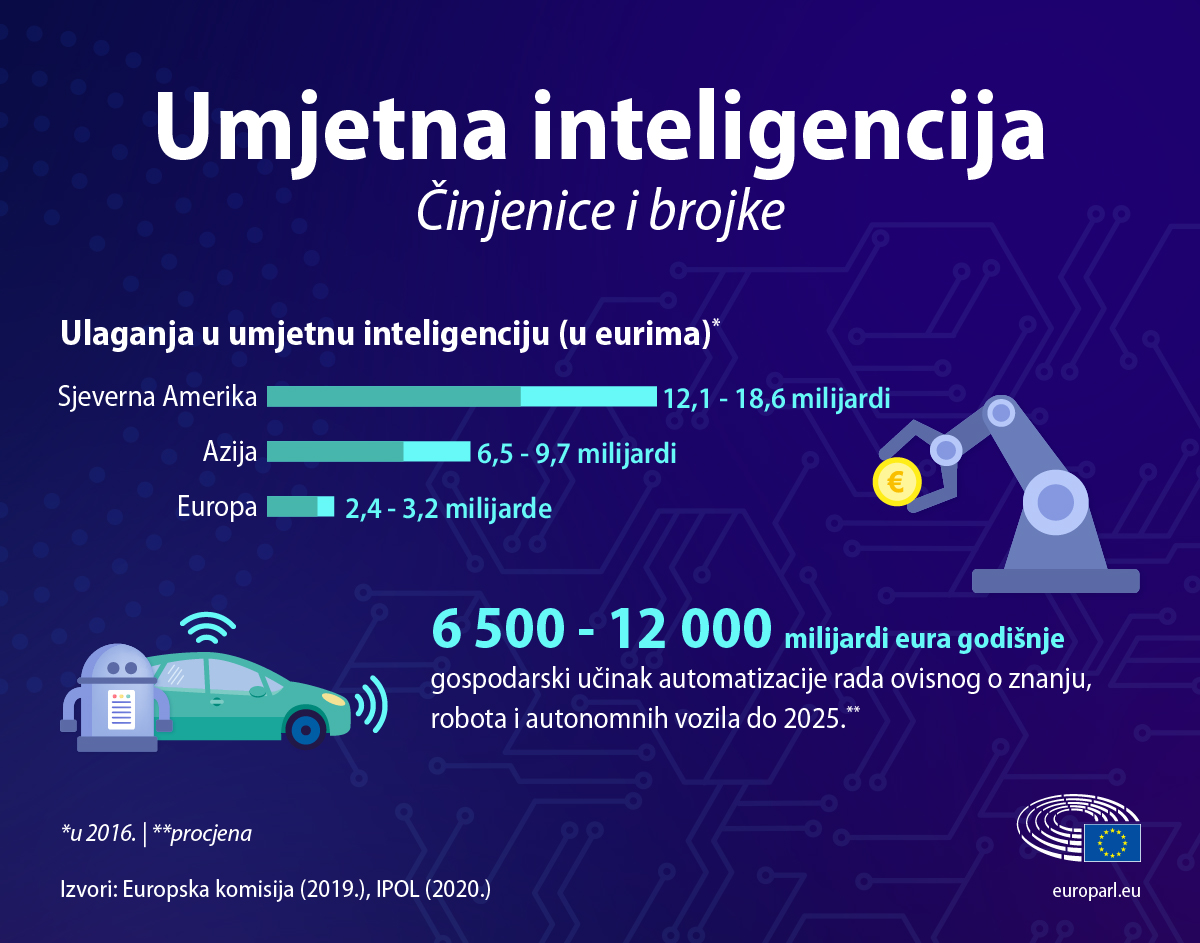 Umjetna inteligencija
Činjenice i brojke
Ulaganja u umjetnu inteligenciju (u eurima)*
Sjeverna Amerika 12,1 - 18,6 milijardi
Azija 6,5 - 9,7 milijardi
Europa 2,4 - 3,2 milijarde
€
6 500 - 12 000 milijardi eura godišnje
gospodarski učinak automatizacije rada ovisnog o znanju,
robota i autonomnih vozila do 2025.**
*u 2016. | **procjena
Izvori: Europska komisija (2019.), IPOL (2020.)
europarl.eu